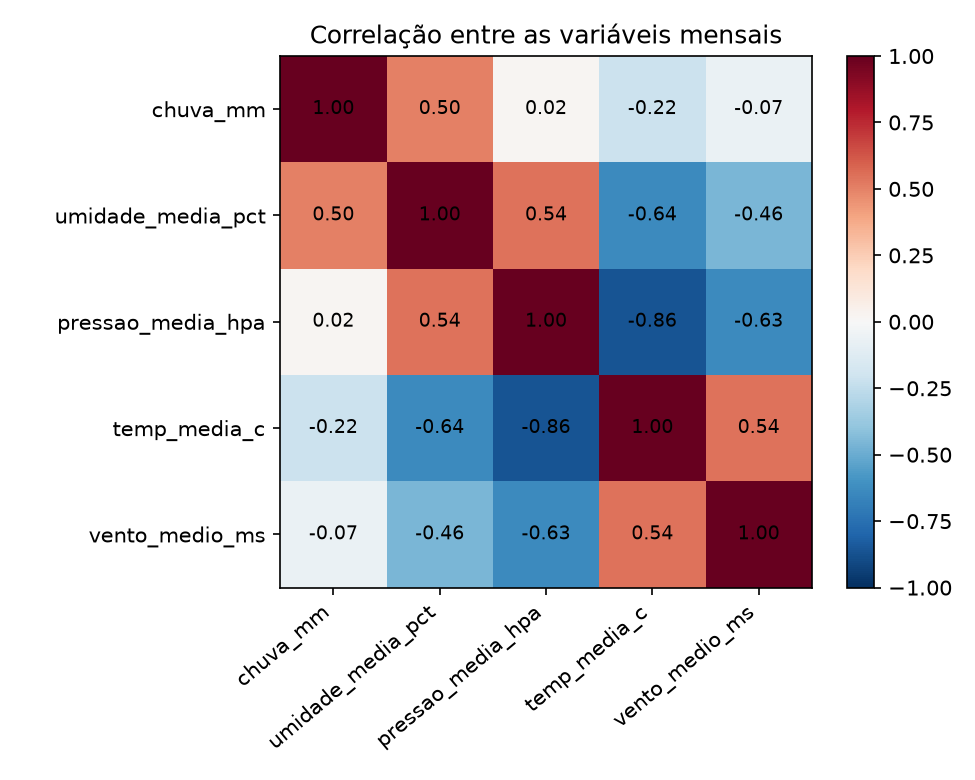 Correlação entre as variáveis mensais
chuva_mm 1.00 0.50 0.02 -0.22 -0.07
umidade_media_pct 0.50 1.00 0.54 -0.64 -0.46
pressao_media_hpa 0.02 0.54 1.00 -0.86 -0.63
temp_media_c -0.22 -0.64 -0.86 1.00 0.54
vento_medio_ms -0.07 -0.46 -0.63 0.54 1.00
chuva_mm
umidade_media_pct
pressao_media_hpa
temp_media_c
vento_medio_ms
1.00
0.75
0.50
0.25
0.00
−0.25
−0.50
−0.75
−1.00